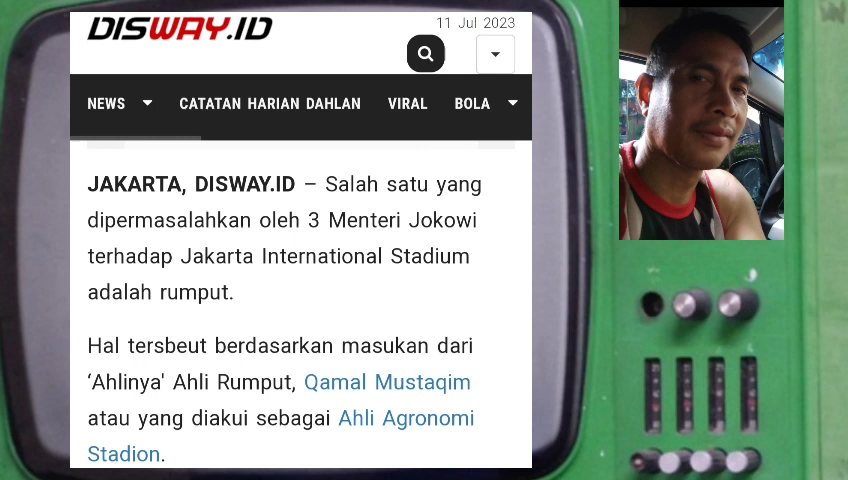 DISWAY.ID
11 Jul 2023
NEWS CATATAN HARIAN DAHLAN VIRAL BOLA
JAKARTA, DISWAY.ID – Salah satu yang
dipermasalahkan oleh 3 Menteri Jokowi
terhadap Jakarta International Stadium
adalah rumput.
Hal tersbeut berdasarkan masukan dari
‘Ahlinya' Ahli Rumput, Qamal Mustaqim
atau yang diakui sebagai Ahli Agronomi
Stadion.